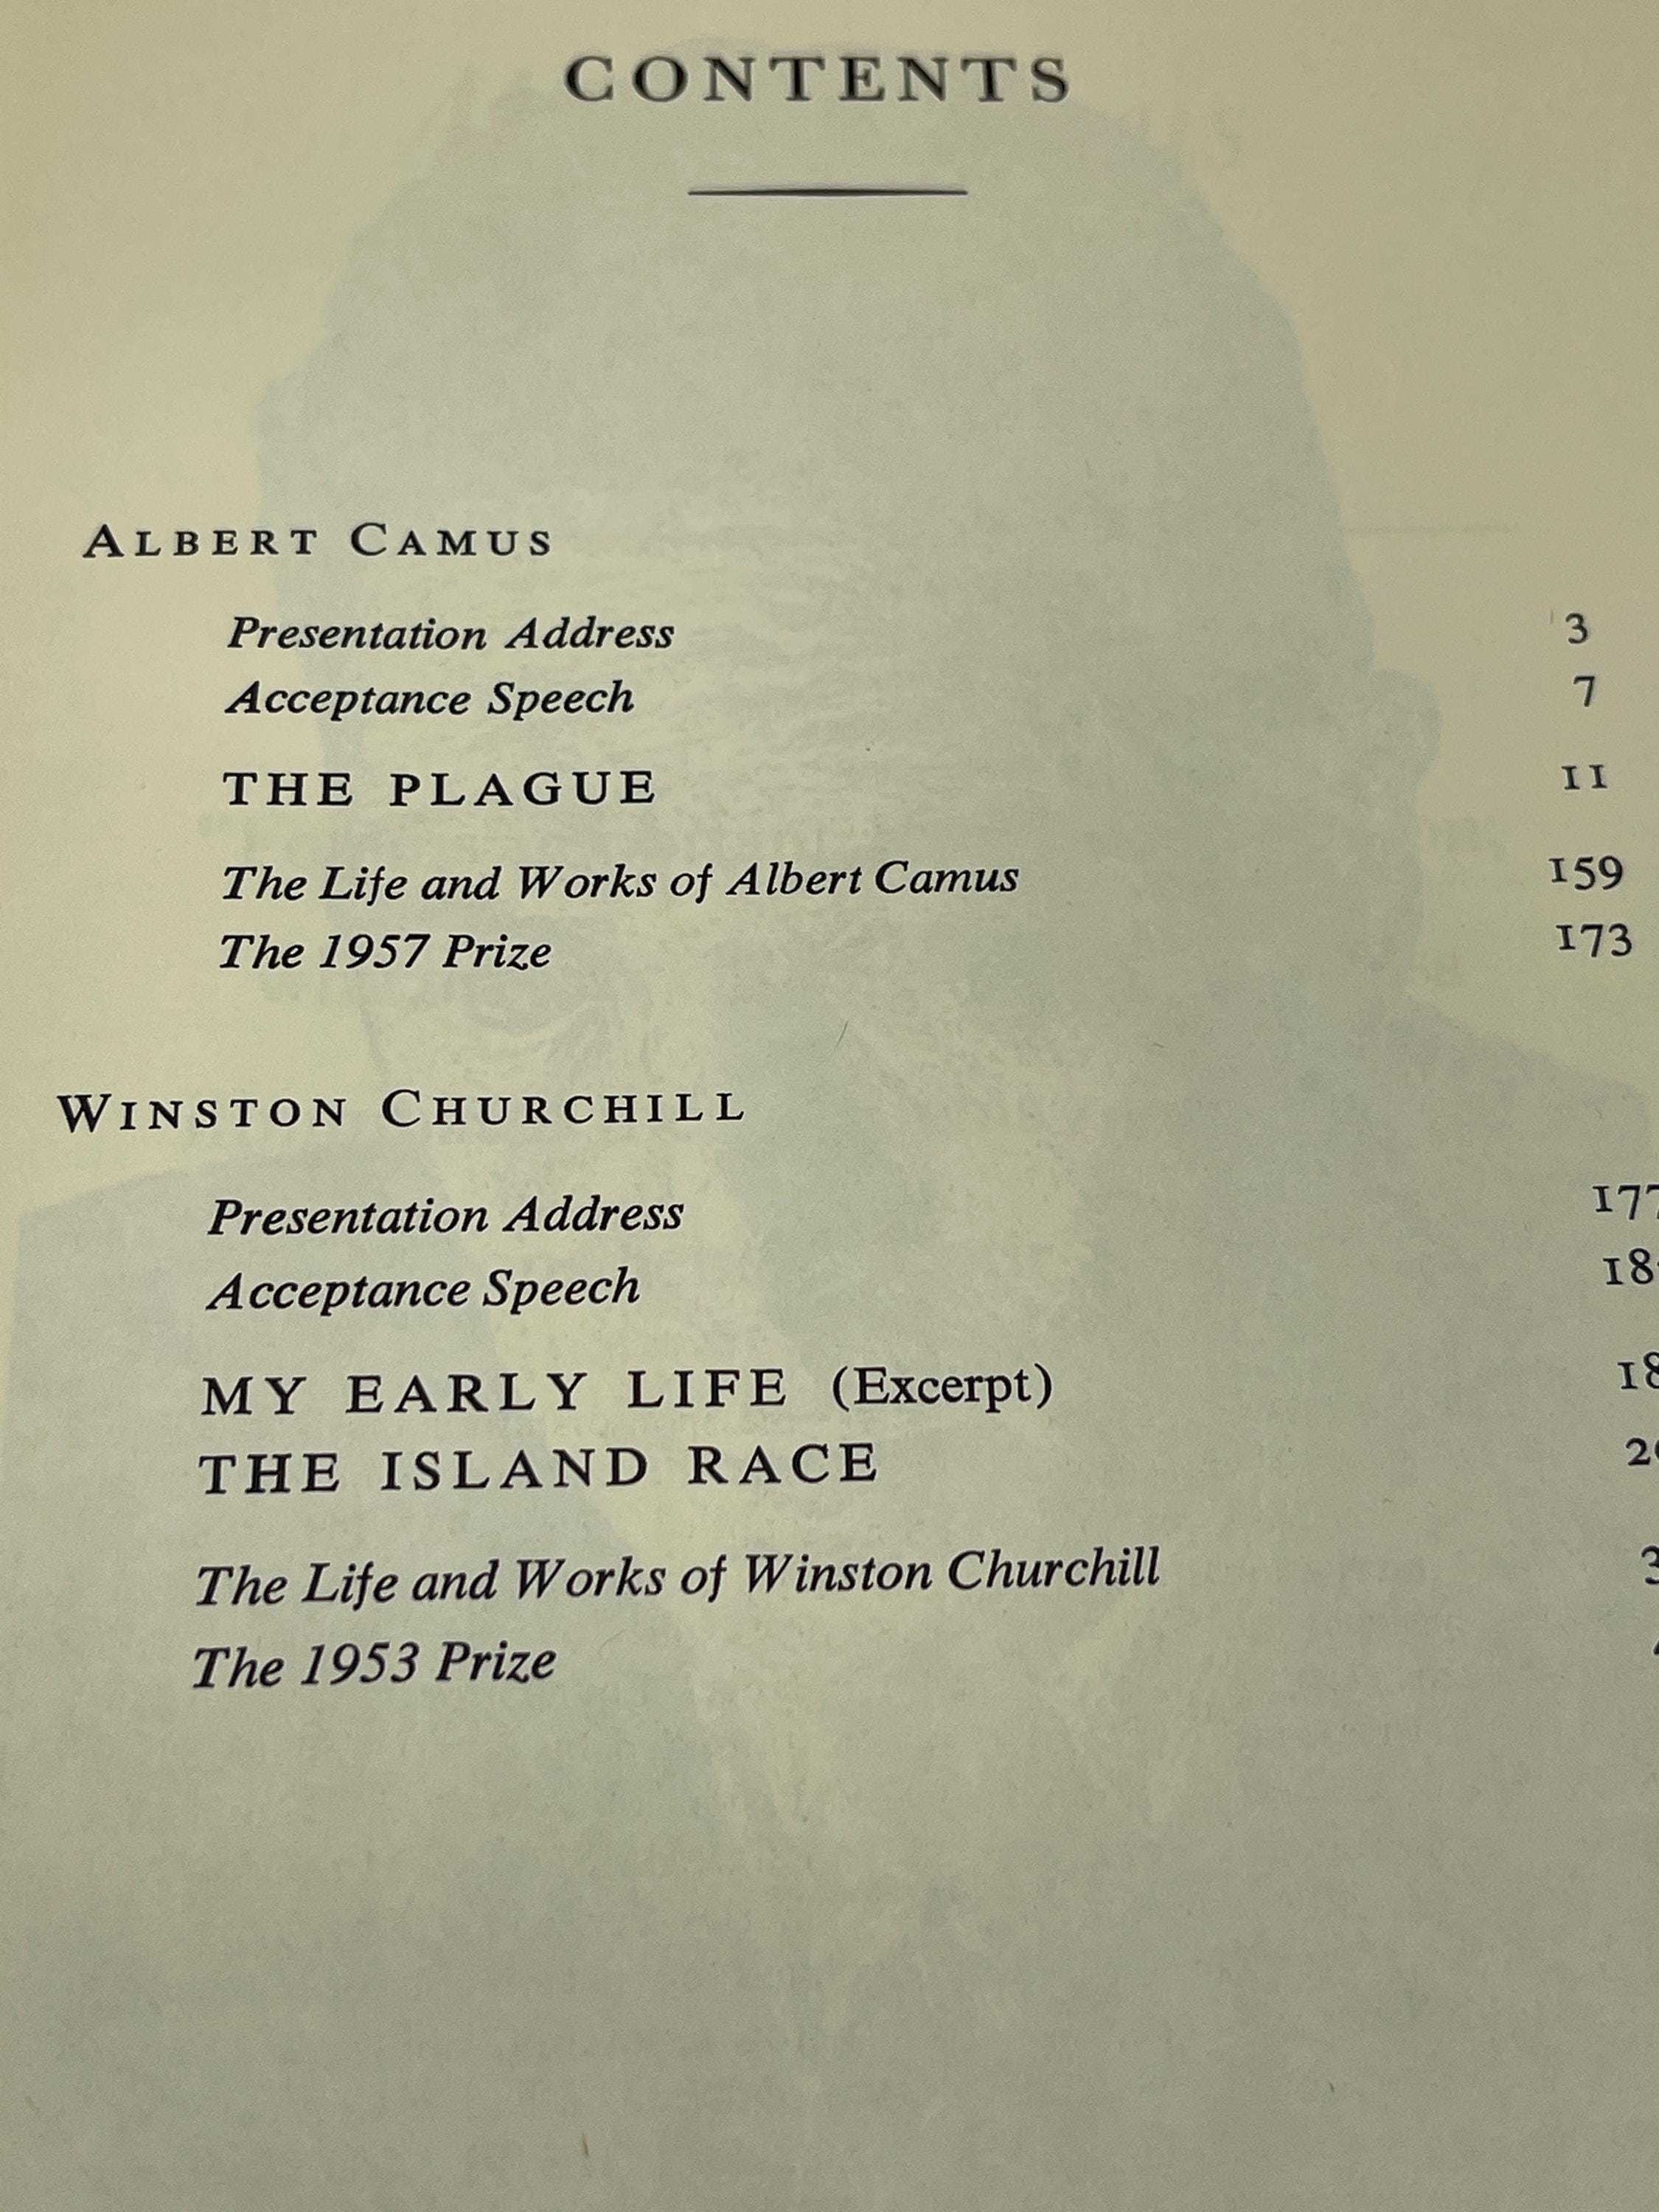 CONTENTS
ALBERT CAMUS
Presentation Address 3
Acceptance Speech 7
THE PLAGUE 11
The Life and Works of Albert Camus 159
The 1957 Prize 173
WINSTON CHURCHILL
Presentation Address 177
Acceptance Speech
MY EARLY LIFE (Excerpt)
THE ISLAND RACE
The Life and Works of Winston Churchill
The 1953 Prize